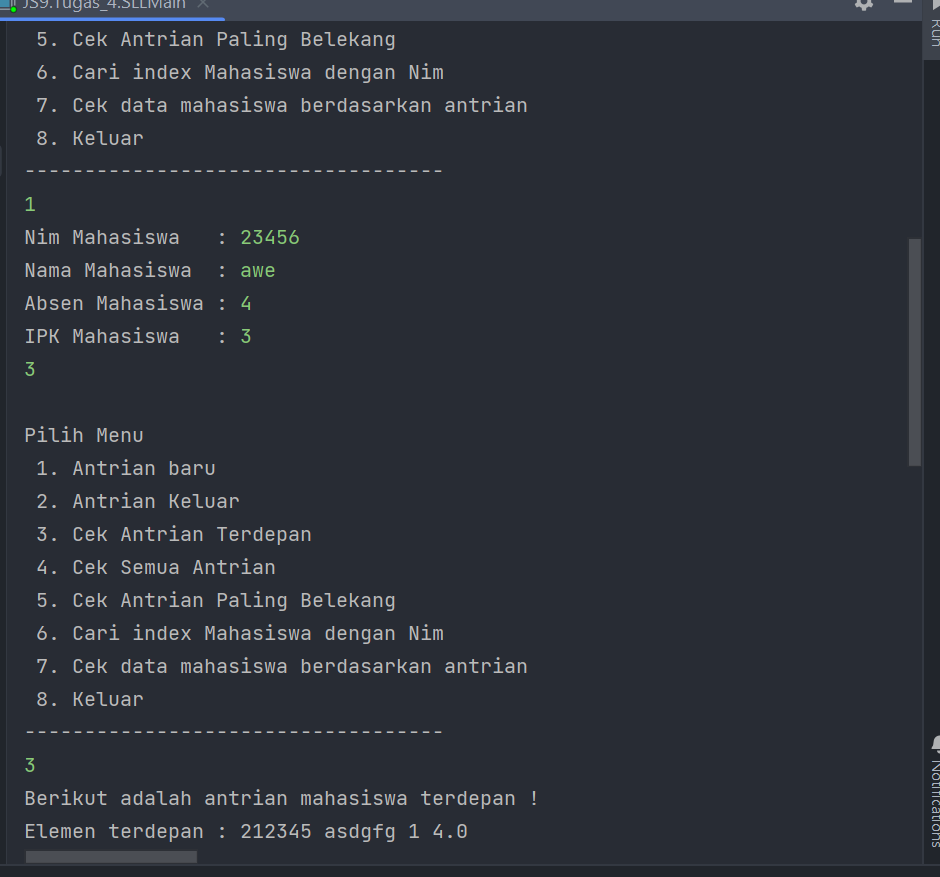 JS9.Tugas_4.SLLMain
Run
5. Cek Antrian Paling Belekang
6. Cari index Mahasiswa dengan Nim
7. Cek data mahasiswa berdasarkan antrian
8. Keluar
-----------------------------------
1
Nim Mahasiswa   : 23456
Nama Mahasiswa  : awe
Absen Mahasiswa : 4
IPK Mahasiswa   : 3
3
Pilih Menu
1. Antrian baru
2. Antrian Keluar
3. Cek Antrian Terdepan
4. Cek Semua Antrian
5. Cek Antrian Paling Belekang
6. Cari index Mahasiswa dengan Nim
7. Cek data mahasiswa berdasarkan antrian
8. Keluar
-----------------------------------
3
Berikut adalah antrian mahasiswa terdepan !
Elemen terdepan : 212345 asdgfg 1 4.0
Notifications